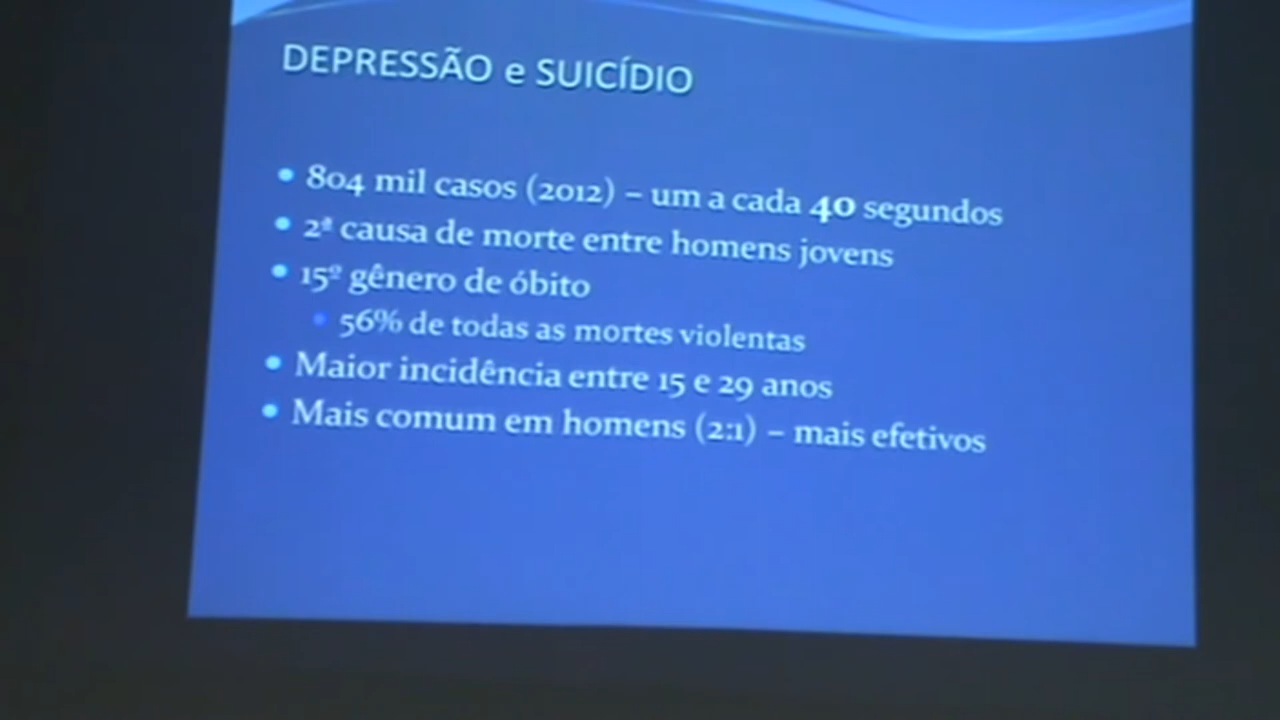 DEPRESSÃO e SUICÍDIO
• 804 mil casos (2012) – um a cada 40 segundos
• 2ª causa de morte entre homens jovens
• 15º gênero de óbito
• 56% de todas as mortes violentas
• Maior incidência entre 15 e 29 anos
• Mais comum em homens (2:1) – mais efetivos